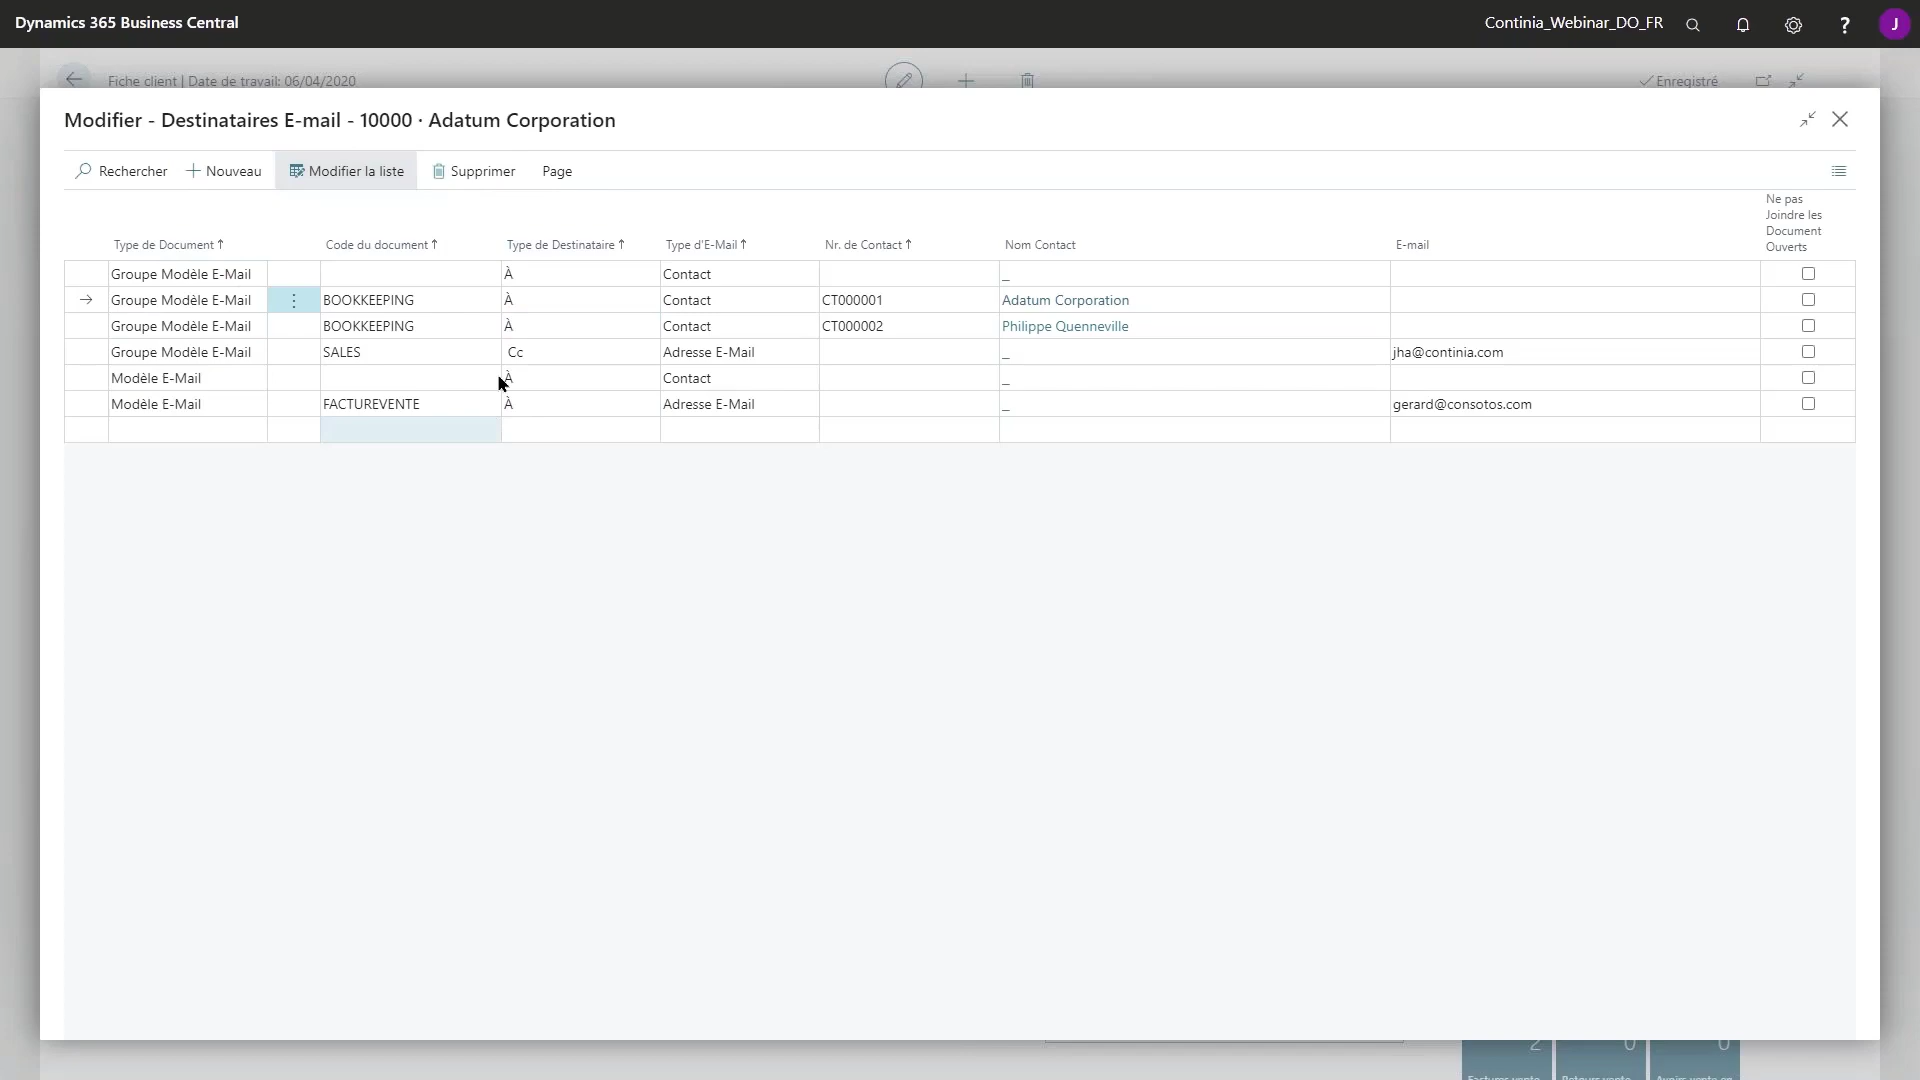 Dynamics 365 Business Central
Continia_Webinar_DO_FR
? J
Fiche client | Date de travail: 06/04/2020
Enregistré
Modifier - Destinataires E-mail - 10000 · Adatum Corporation
Rechercher Nouveau Modifier la liste Supprimer Page
Ne pas
Joindre les
Document
Ouverts
Type de Document↑ Code du document↑ Type de Destinataire↑ Type d'E-Mail↑ Nr. de Contact↑ Nom Contact E-mail
Groupe Modèle E-Mail À Contact _
Groupe Modèle E-Mail BOOKKEEPING À Contact CT000001 Adatum Corporation
Groupe Modèle E-Mail BOOKKEEPING À Contact CT000002 Philippe Quenneville
Groupe Modèle E-Mail SALES Cc Adresse E-Mail _ jha@continia.com
Modèle E-Mail À Contact _
Modèle E-Mail FACTUREVENTE À Adresse E-Mail _ gerard@consotos.com
2 0 0